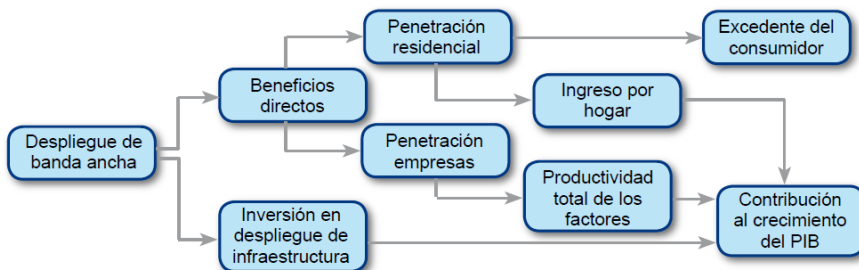 Penetración
residencial
Excedente del
consumidor
Beneficios
directos
Ingreso por
hogar
Despliegue de
banda ancha
Penetración
empresas
Productividad
total de los
factores
Contribución
al crecimiento
del PIB
Inversión en
despliegue de
infraestructura